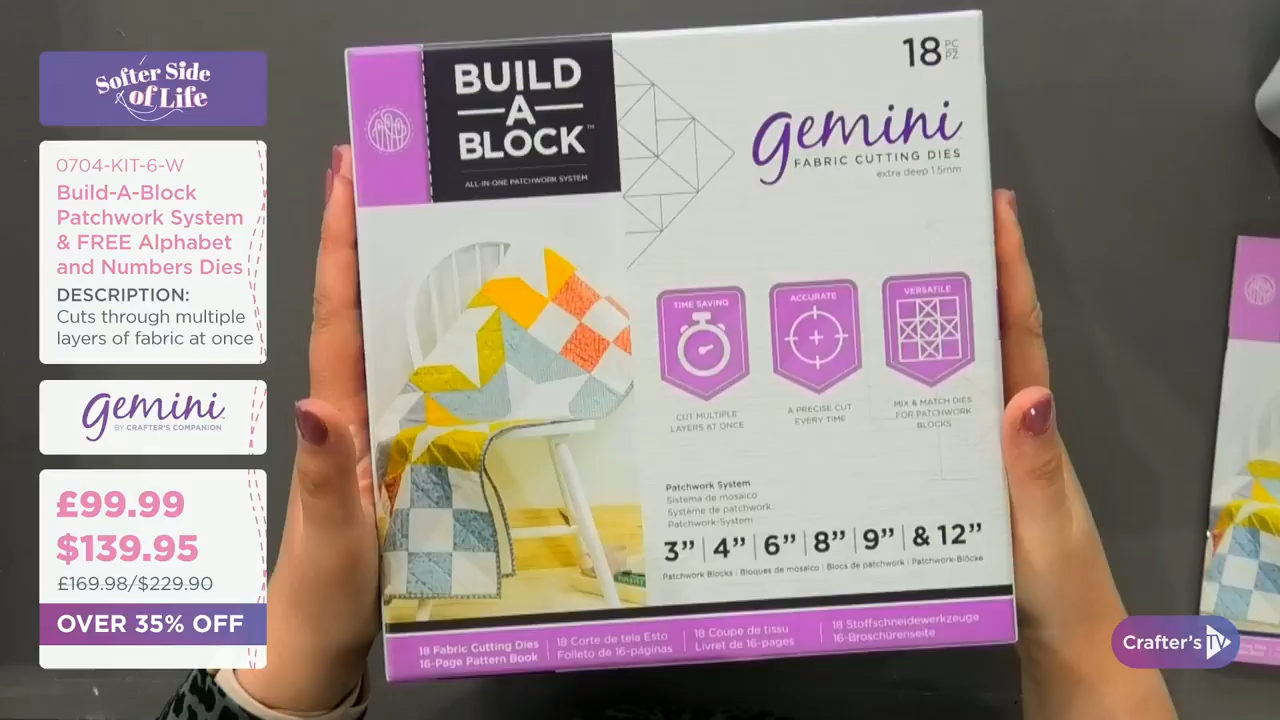 Softer Side
of Life
0704-KIT-6-W
Build-A-Block
Patchwork System
& FREE Alphabet
and Numbers Dies
DESCRIPTION:
Cuts through multiple
layers of fabric at once
gemini
BY CRAFTER'S COMPANION
£99.99
$139.95
£169.98/$229.90
OVER 35% OFF
BUILD
A
BLOCK™
ALL-IN-ONE PATCHWORK SYSTEM
18 PC
PZ
gemini
FABRIC CUTTING DIES
extra deep 1.5mm
TIME SAVING
CUT MULTIPLE
LAYERS AT ONCE
ACCURATE
A PRECISE CUT
EVERY TIME
VERSATILE
MIX & MATCH DIES
FOR PATCHWORK
BLOCKS
Patchwork System
Sistema de mosaico
Système de patchwork
Patchwork-System
3” | 4” | 6” | 8” | 9” | & 12”
Patchwork Blocks | Bloques de mosaico | Blocs de patchwork | Patchwork-Blöcke
18 Fabric Cutting Dies
16-Page Pattern Book
18 Corte de tela Esto
Folleto de 16-páginas
18 Coupe de tissu
Livret de 16-pages
18 Stoffschneidewerkzeuge
16-Broschürenseite
Crafter's TV